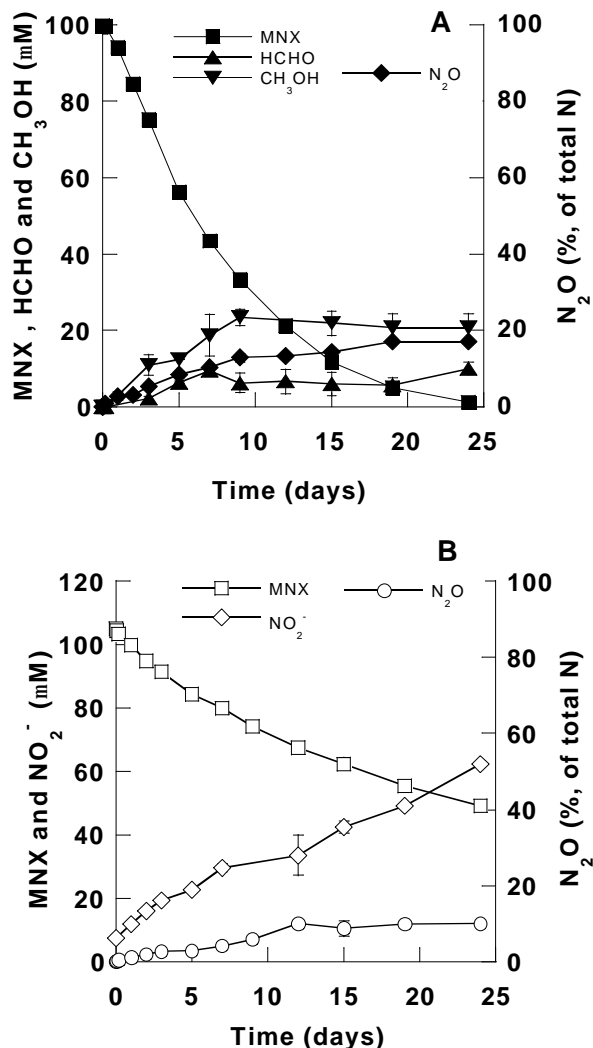 A
MNX
HCHO
CH₃OH
N₂O
100
80
60
40
20
0
100
80
60
40
20
0
0 5 10 15 20 25
MNX , HCHO and CH₃OH (mM)
N₂O (%, of total N)
Time (days)
B
MNX
NO₂⁻
N₂O
120
100
80
60
40
20
0
100
80
60
40
20
0
0 5 10 15 20 25
MNX and NO₂⁻ (mM)
N₂O (%, of total N)
Time (days)